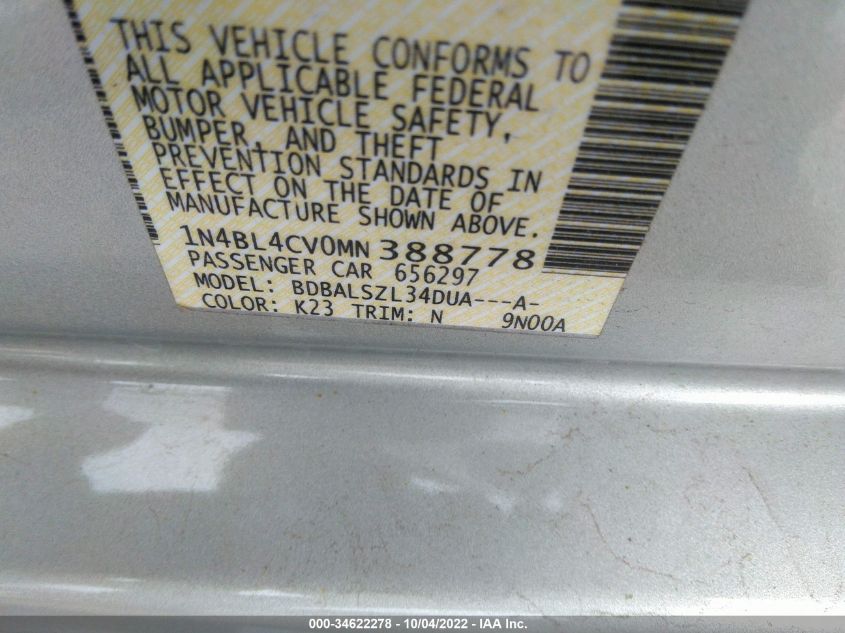 THIS VEHICLE CONFORMS TO
ALL APPLICABLE FEDERAL
MOTOR VEHICLE SAFETY,
BUMPER, AND THEFT
PREVENTION STANDARDS IN
EFFECT ON THE DATE OF
MANUFACTURE SHOWN ABOVE.
1N4BL4CV0MN 388778
PASSENGER CAR 656297
MODEL: BDBALSZL34DUA---A-
COLOR: K23 TRIM: N 9N00A
000-34622278 - 10/04/2022 - IAA Inc.